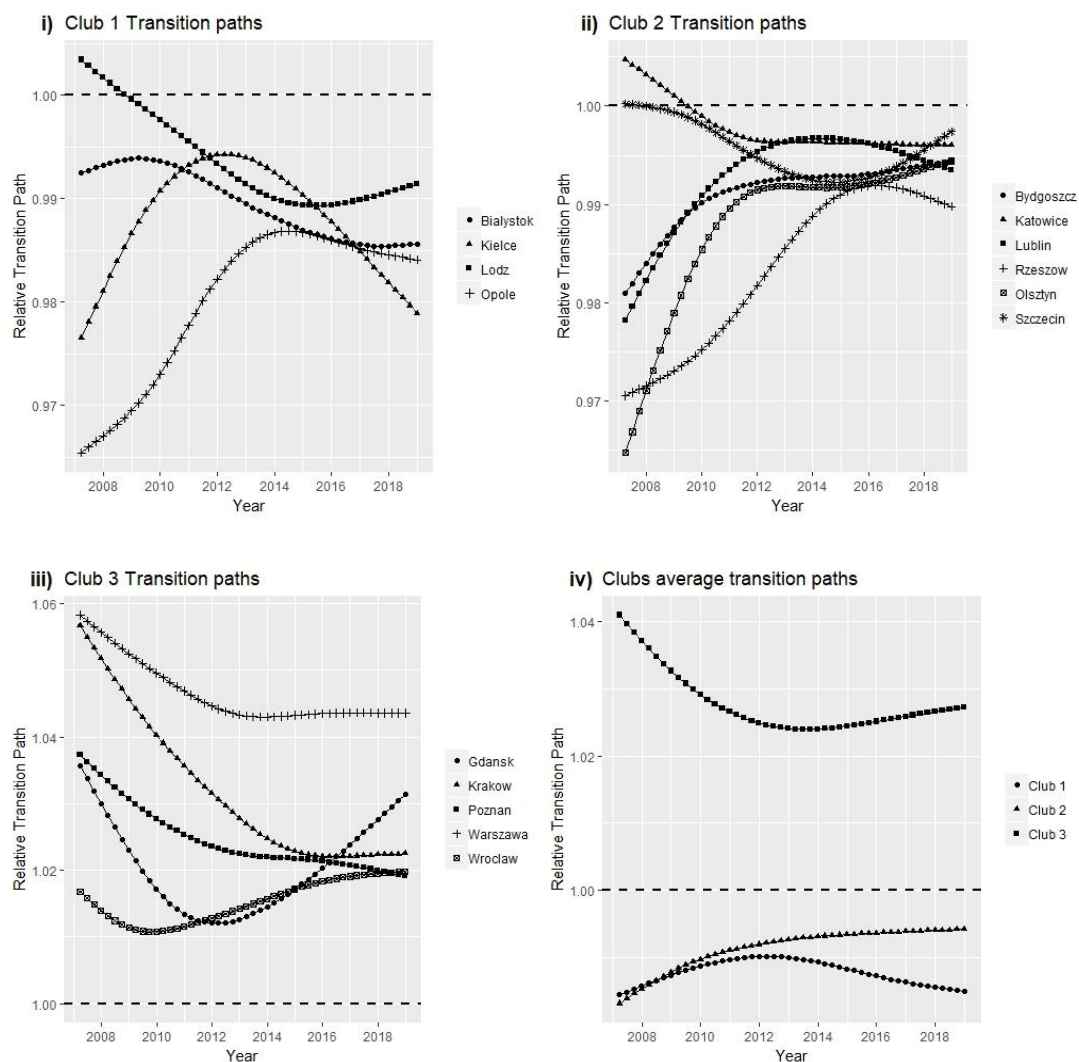 i) Club 1 Transition paths
Relative Transition Path
1.00
0.99
0.98
0.97
2008 2010 2012 2014 2016 2018
Year
Bialystok
Kielce
Lodz
Opole
ii) Club 2 Transition paths
Relative Transition Path
1.00
0.99
0.98
0.97
2008 2010 2012 2014 2016 2018
Year
Bydgoszcz
Katowice
Lublin
Rzeszow
Olsztyn
Szczecin
iii) Club 3 Transition paths
Relative Transition Path
1.06
1.04
1.02
1.00
2008 2010 2012 2014 2016 2018
Year
Gdansk
Krakow
Poznan
Warszawa
Wroclaw
iv) Clubs average transition paths
Relative Transition Path
1.04
1.02
1.00
2008 2010 2012 2014 2016 2018
Year
Club 1
Club 2
Club 3